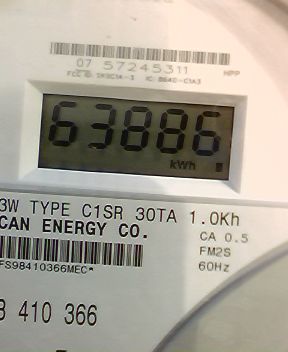 07 57245311
HPP
63886
kWh
3W TYPE C1SR 30TA 1.0Kh
CAN ENERGY CO.
CA 0.5
FM2S
60Hz
FS98410366MEC*
410 366